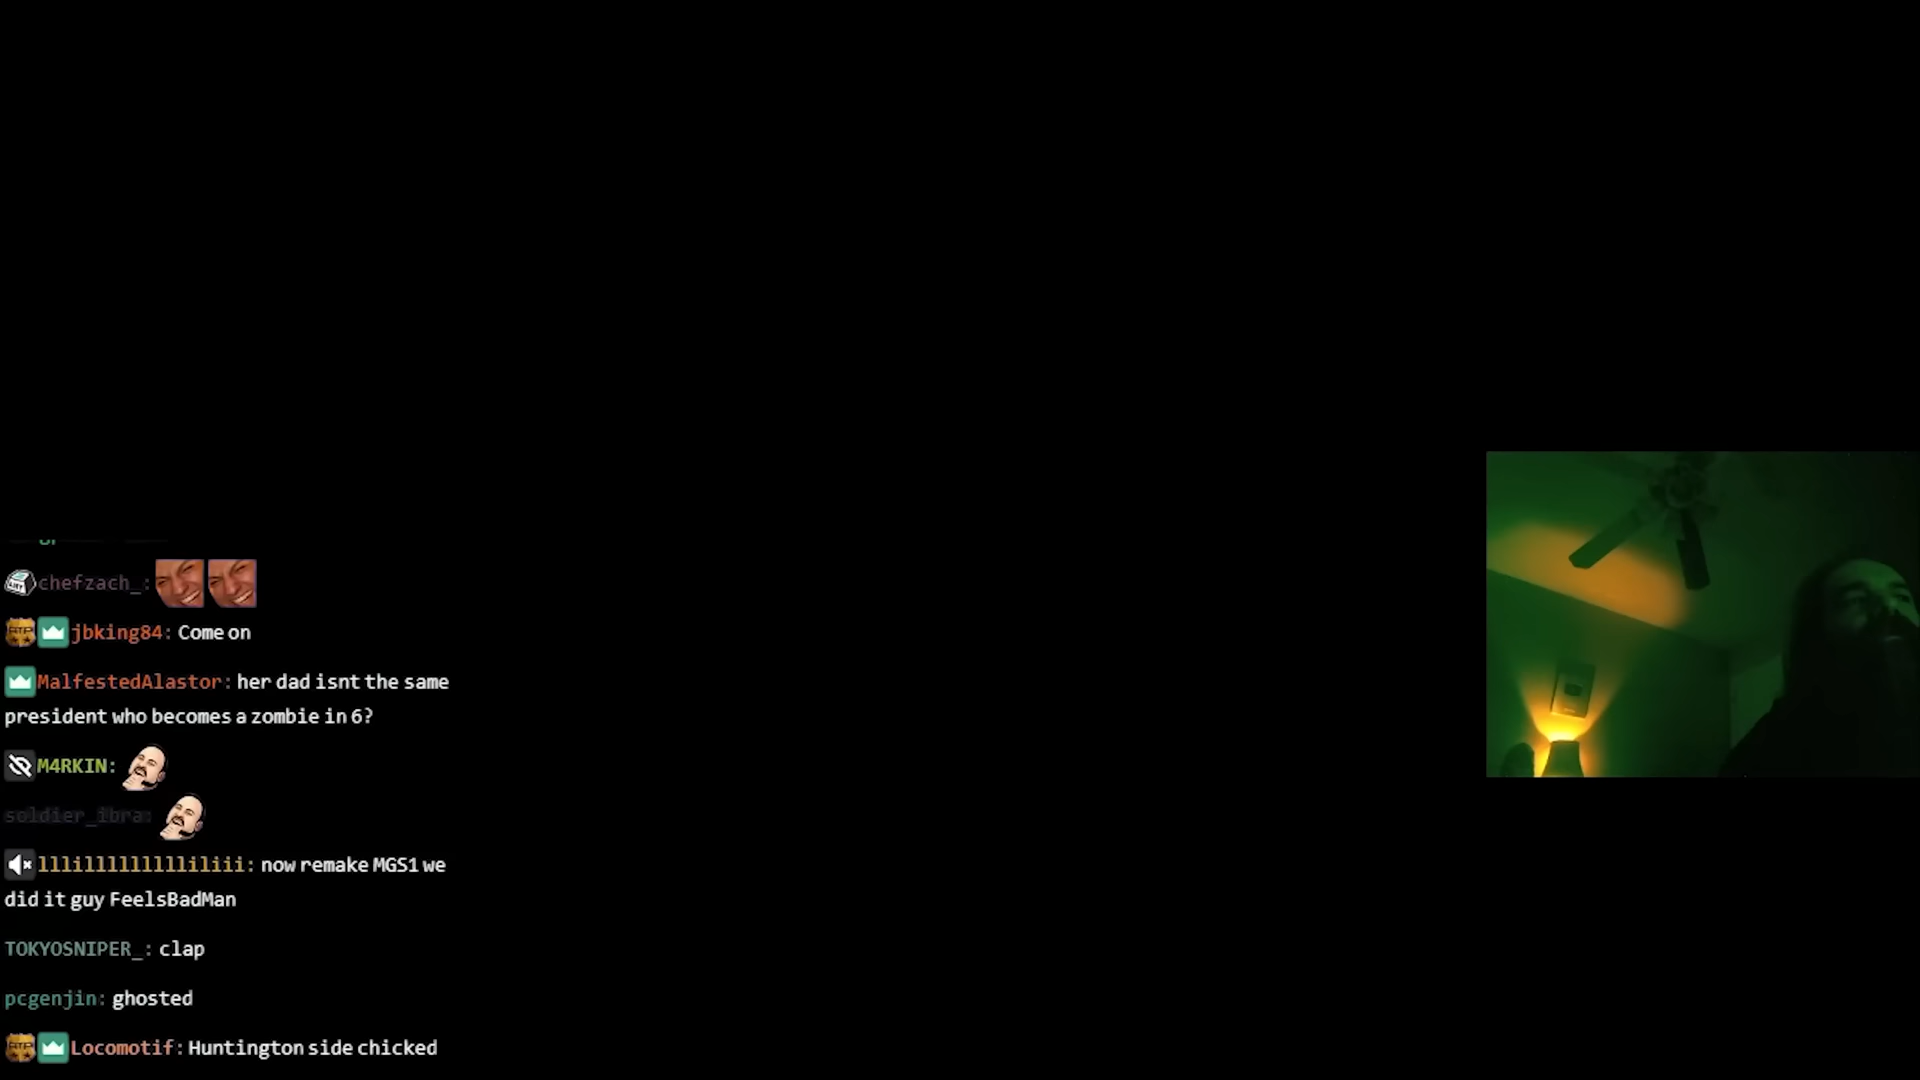 chefzach_:
jbking84: Come on
MalfestedAlastor: her dad isnt the same
president who becomes a zombie in 6?
M4RKIN:
soldier_ibra:
lllilllllllliliii: now remake MGS1 we
did it guy FeelsBadMan
TOKYOSNIPER_: clap
pcgenjin: ghosted
Locomotif: Huntington side chicked